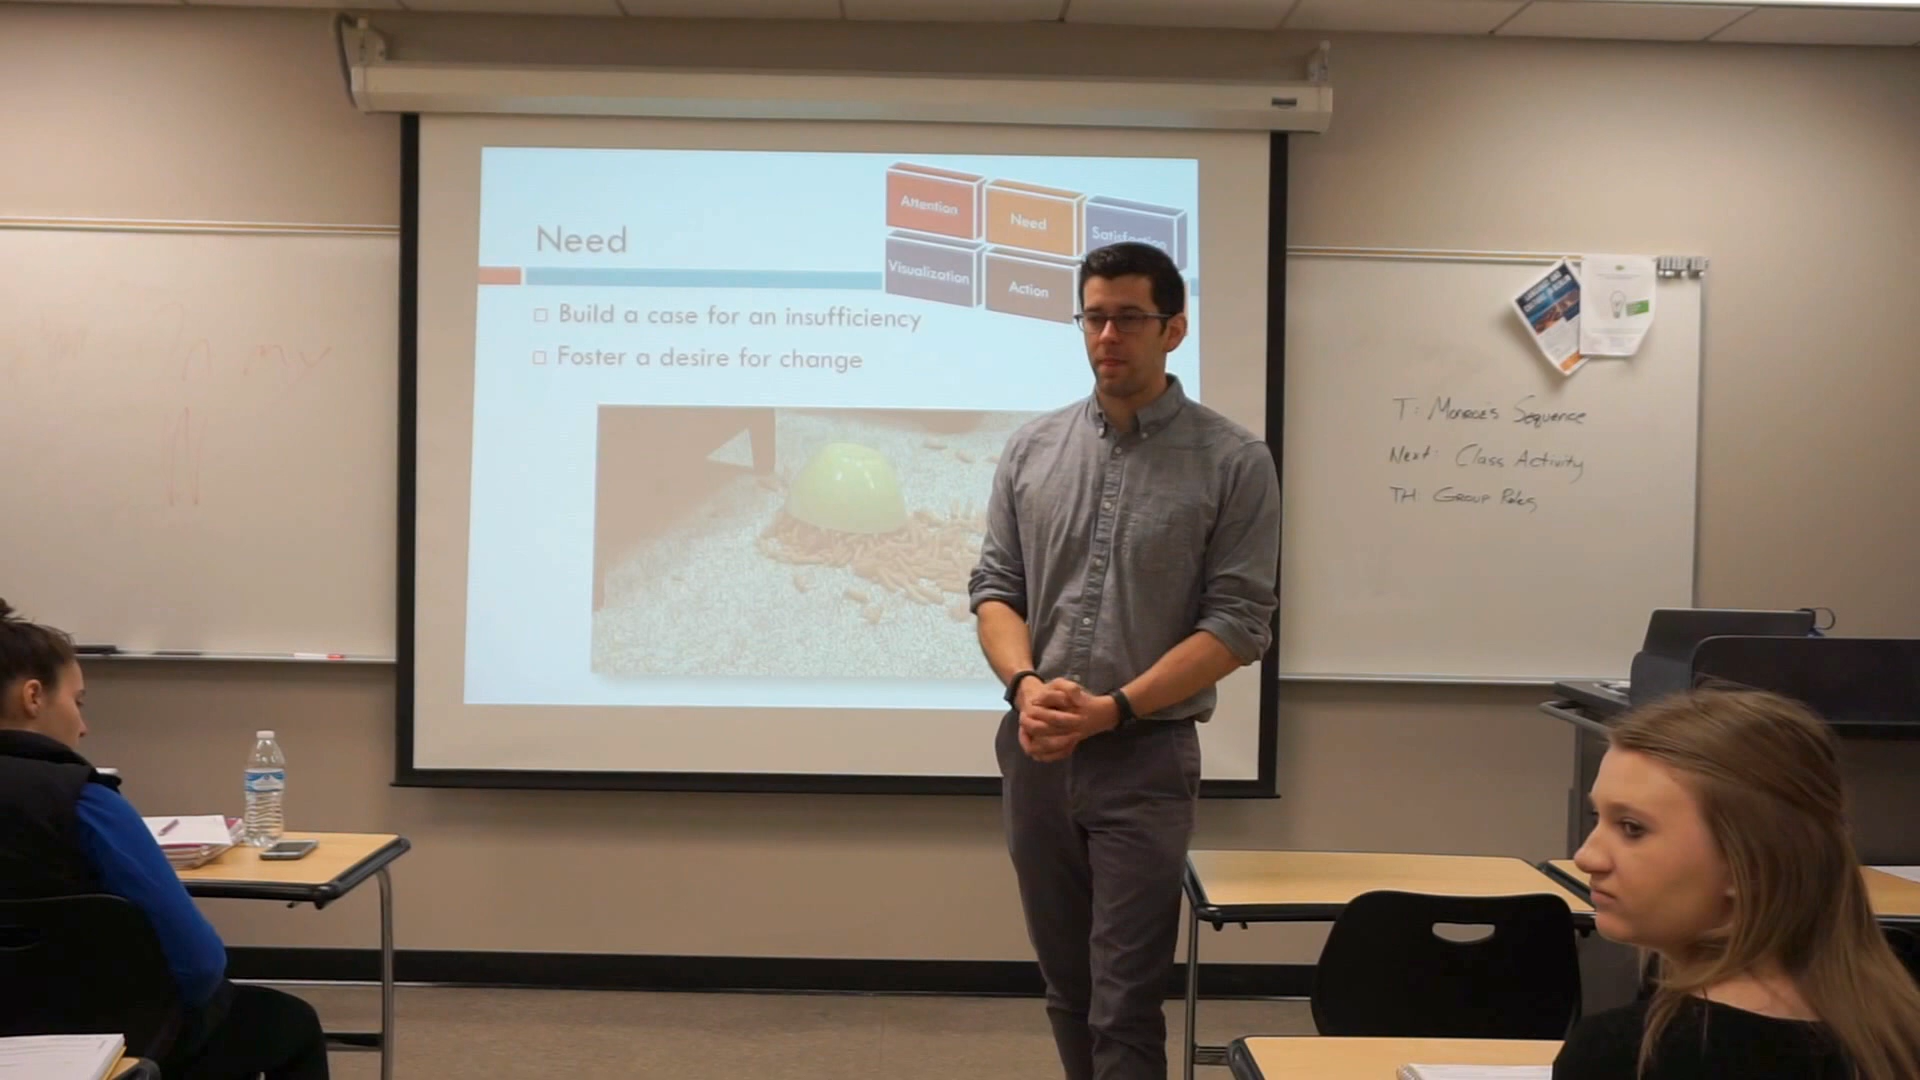 Attention
Need
Satisfaction
Visualization
Action
Need
Build a case for an insufficiency
Foster a desire for change
T: Monroe's Sequence
Next: Class Activity
TH Group Roles